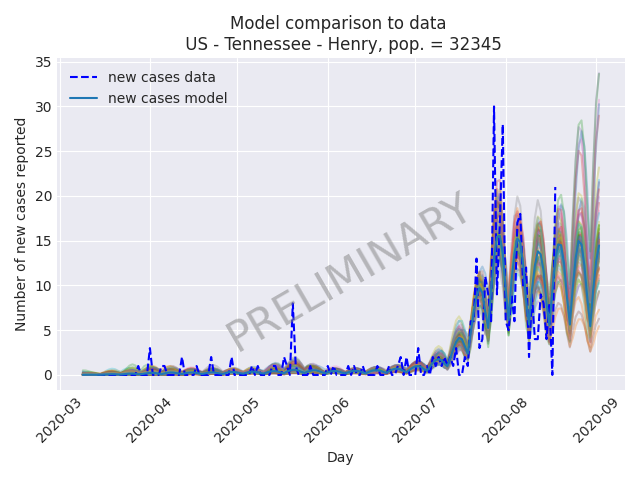 Model comparison to data
US - Tennessee - Henry, pop. = 32345
new cases data
new cases model
Number of new cases reported
35
30
25
20
15
10
5
0
PRELIMINARY
2020-03
2020-04
2020-05
2020-06
2020-07
2020-08
2020-09
Day